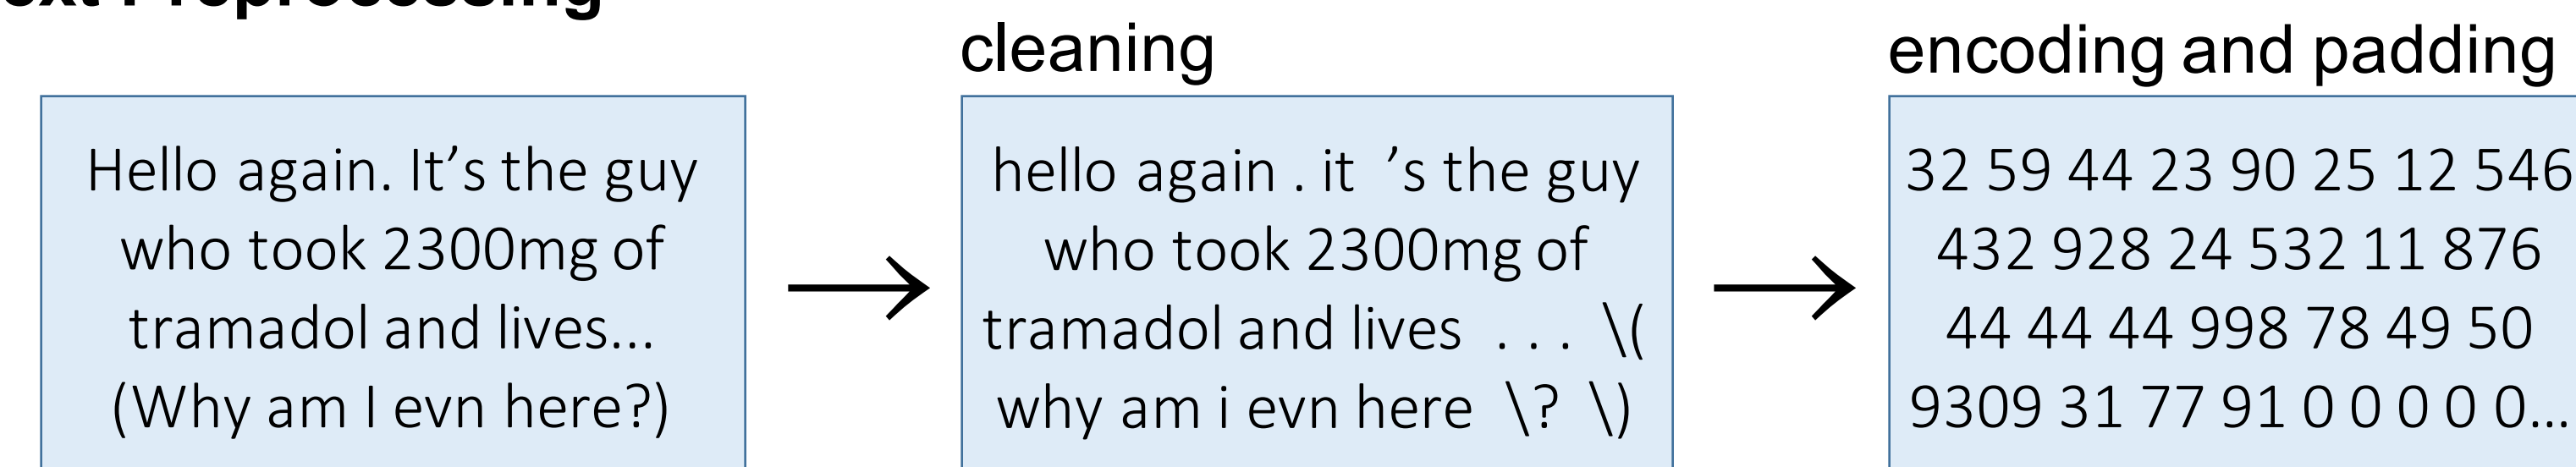 ext Preprocessing
cleaning
encoding and padding
Hello again. It’s the guy
who took 2300mg of
tramadol and lives...
(Why am I evn here?)
hello again . it ’s the guy
who took 2300mg of
tramadol and lives . . . \(
why am i evn here \? \)
32 59 44 23 90 25 12 546
432 928 24 532 11 876
44 44 44 998 78 49 50
9309 31 77 91 0 0 0 0 0...